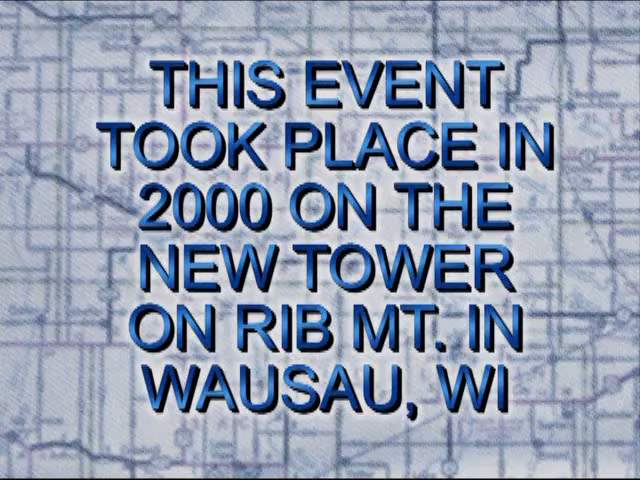 THIS EVENT
TOOK PLACE IN
2000 ON THE
NEW TOWER
ON RIB MT. IN
WAUSAU, WI